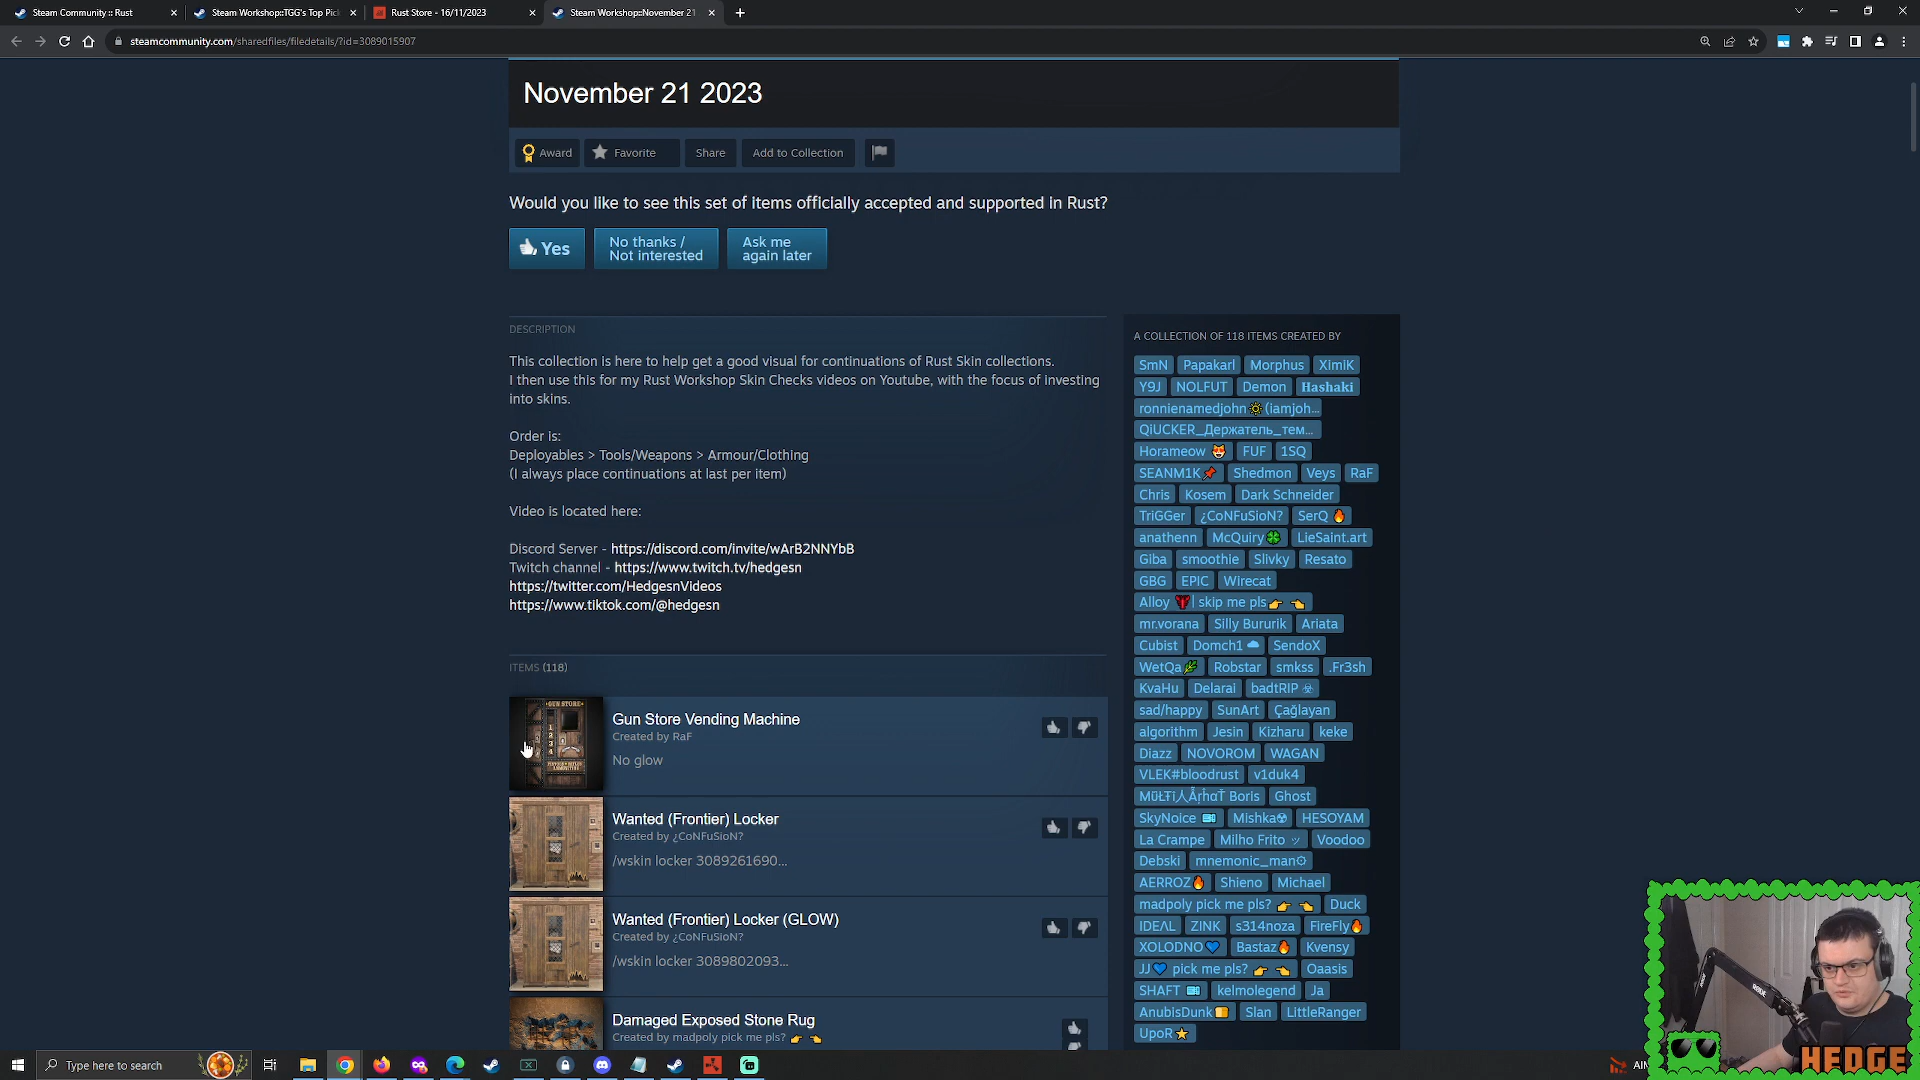 Steam Community :: Rust
Steam Workshop::TGG's Top Pic
Rust Store - 16/11/2023
Steam Workshop::November 21
steamcommunity.com/sharedfiles/filedetails/?id=3089015907
November 21 2023
Award
Favorite
Share
Add to Collection
Would you like to see this set of items officially accepted and supported in Rust?
Yes
No thanks /
Not interested
Ask me
again later
DESCRIPTION
This collection is here to help get a good visual for continuations of Rust Skin collections.
I then use this for my Rust Workshop Skin Checks videos on Youtube, with the focus of investing
into skins.
Order is:
Deployables > Tools/Weapons > Armour/Clothing
(I always place continuations at last per item)
Video is located here:
Discord Server - https://discord.com/invite/wArB2NNYbB
Twitch channel - https://www.twitch.tv/hedgesn
https://twitter.com/HedgesnVideos
https://www.tiktok.com/@hedgesn
ITEMS (118)
GUN STORE
Gun Store Vending Machine
Created by RaF
No glow
Wanted (Frontier) Locker
Created by ¿CoNFuSioN?
/wskin locker 3089261690...
Wanted (Frontier) Locker (GLOW)
Created by ¿CoNFuSioN?
/wskin locker 3089802093...
Damaged Exposed Stone Rug
Created by madpoly pick me pls? 👉 👈
A COLLECTION OF 118 ITEMS CREATED BY
SmN Papakarl Morphus XimiK
Y9J NOLFUT Demon Hashaki
ronnienamedjohn🔅(iamjoh...
QiUCKER_Держатель_тем...
Horameow 🐯 FUF 1SQ
SEANM1K📌 Shedmon Veys RaF
Chris Kosem Dark Schneider
TriGGer ¿CoNFuSioN? SerQ 🔥
anathenn McQuiry🍀 LieSaint.art
Giba smoothie Slivky Resato
GBG EPIC Wirecat
Alloy | skip me pls👉 👈
mr.vorana Silly Bururik Ariata
Cubist Domch1 ☁ SendoX
WetQa🌿 Robstar smkss .Fr3sh
KvaHu Delarai badtRIP ☣
sad/happy SunArt Çağlayan
algorithm Jesin Kizharu keke
Diazz NOVOROM WAGAN
VLEK#bloodrust v1duk4
Boris Ghost
SkyNoice Mishka☢ HESOYAM
La Crampe Milho Frito ッ Voodoo
Debski mnemonic_man⚙
AERROZ🔥 Shieno Michael
madpoly pick me pls? 👉 👈 Duck
IDEΛL ZINK s314noza FireFly🔥
XOLODNO💙 Bastaz🔥 Kvensy
JJ💙 pick me pls? 👉 👈 Oaasis
SHAFT kelmolegend Ja
AnubisDunk Slan LIttleRanger
UpoR⭐
Type here to search
HEDGE